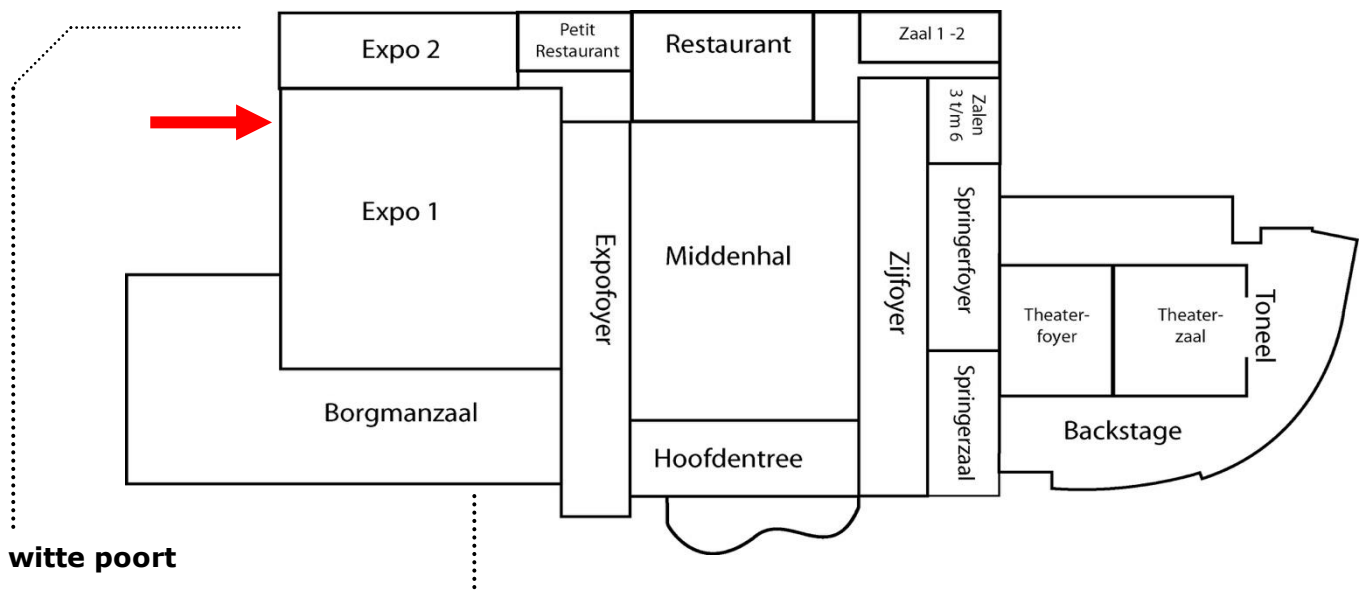 Expo 2
Petit
Restaurant
Restaurant
Zaal 1 -2
Zalen
3 t/m 6
Expo 1
Expofoyer
Middenhal
Zijfoyer
Springerfoyer
Theater-
foyer
Theater-
zaal
Toneel
Borgmanzaal
Hoofdentree
Springerzaal
Backstage
witte poort